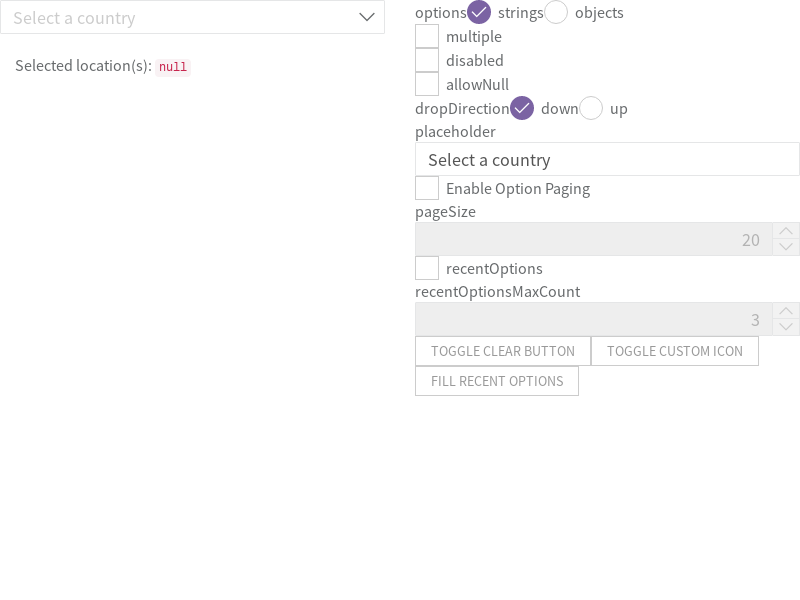 Select a country
Selected location(s): null
options strings objects
multiple
disabled
allowNull
dropDirection down up
placeholder
Select a country
Enable Option Paging
pageSize
20
recentOptions
recentOptionsMaxCount
3
TOGGLE CLEAR BUTTON TOGGLE CUSTOM ICON
FILL RECENT OPTIONS